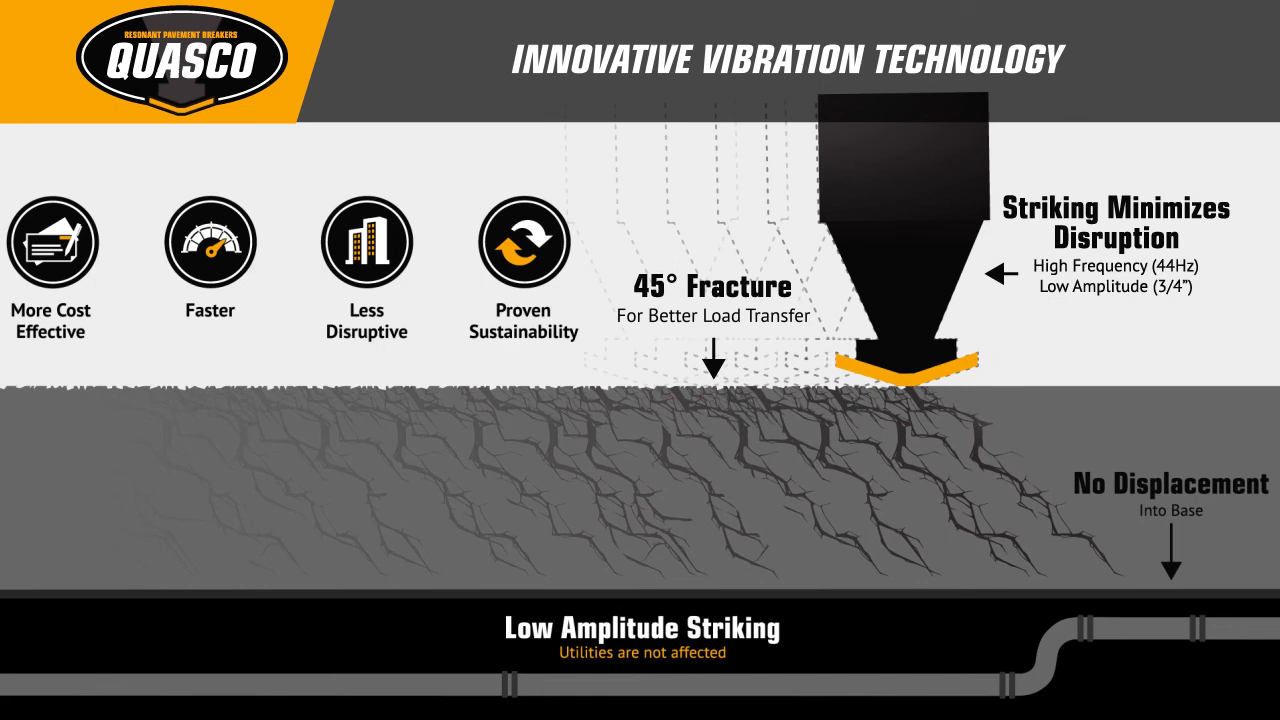 RESONANT PAVEMENT BREAKERS
QUASCO
INNOVATIVE VIBRATION TECHNOLOGY
More Cost
Effective
Faster
Less
Disruptive
Proven
Sustainability
45° Fracture
For Better Load Transfer
Striking Minimizes
Disruption
High Frequency (44Hz)
Low Amplitude (3/4”)
No Displacement
Into Base
Low Amplitude Striking
Utilities are not affected